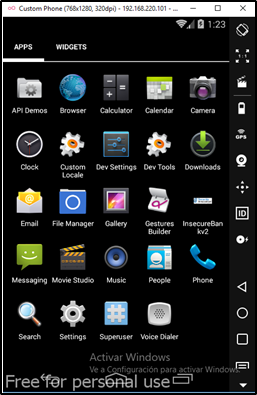 Custom Phone (768x1280, 320dpi) - 192.168.220.101 - ...
APPS WIDGETS
1:1
API Demos Browser Calculator Calendar Camera
GPS
Clock Custom Locale Dev Settings Dev Tools Downloads
ID
Email File Manager Gallery Gestures Builder InsecureBankv2
Messaging Movie Studio Music People Phone
Search Settings Superuser Voice Dialer
Activar Windows
Ve a Configuración para activar Windows.
Free for personal use